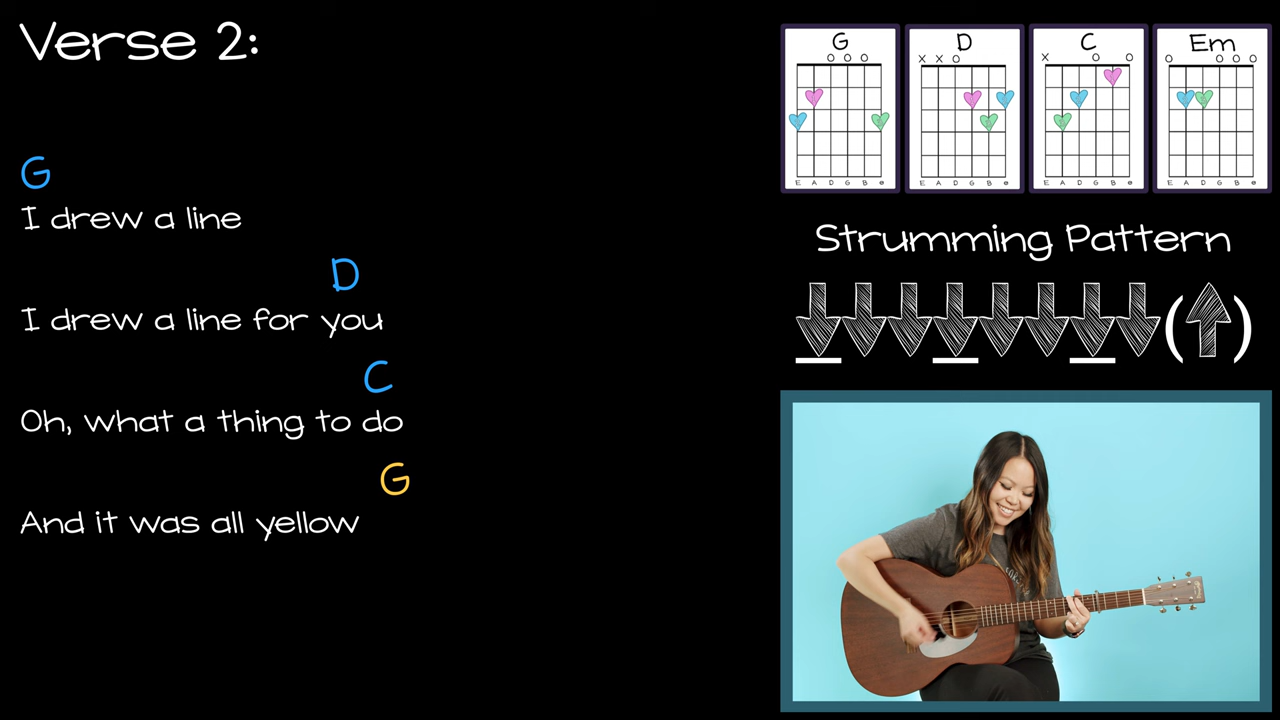 Verse 2:
G
I drew a line
D
I drew a line for you
C
Oh, what a thing to do
G
And it was all yellow
G D C Em
x x o o o o x x o x o o o o o o
E A D G B e E A D G B e E A D G B e E A D G B e
Strumming Pattern
( )